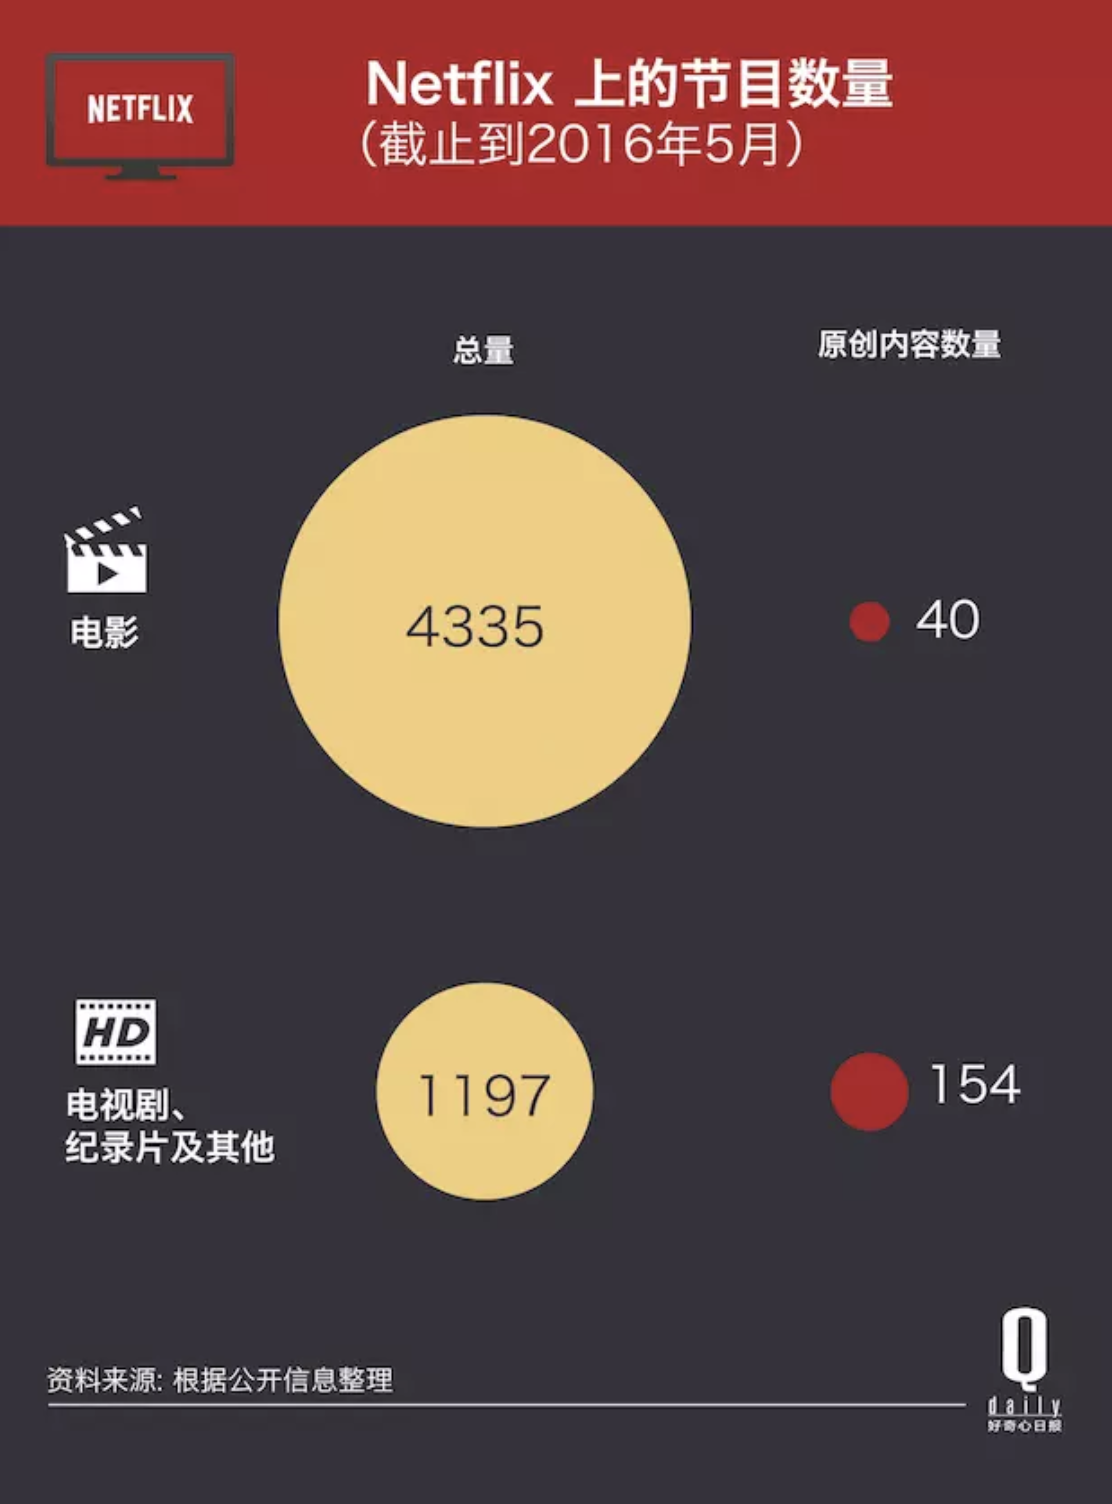 NETFLIX
Netflix 上的节目数量
（截止到2016年5月）
总量
原创内容数量
电影
4335
40
HD
电视剧、
纪录片及其他
1197
154
资料来源: 根据公开信息整理
Q
daily
好奇心日报